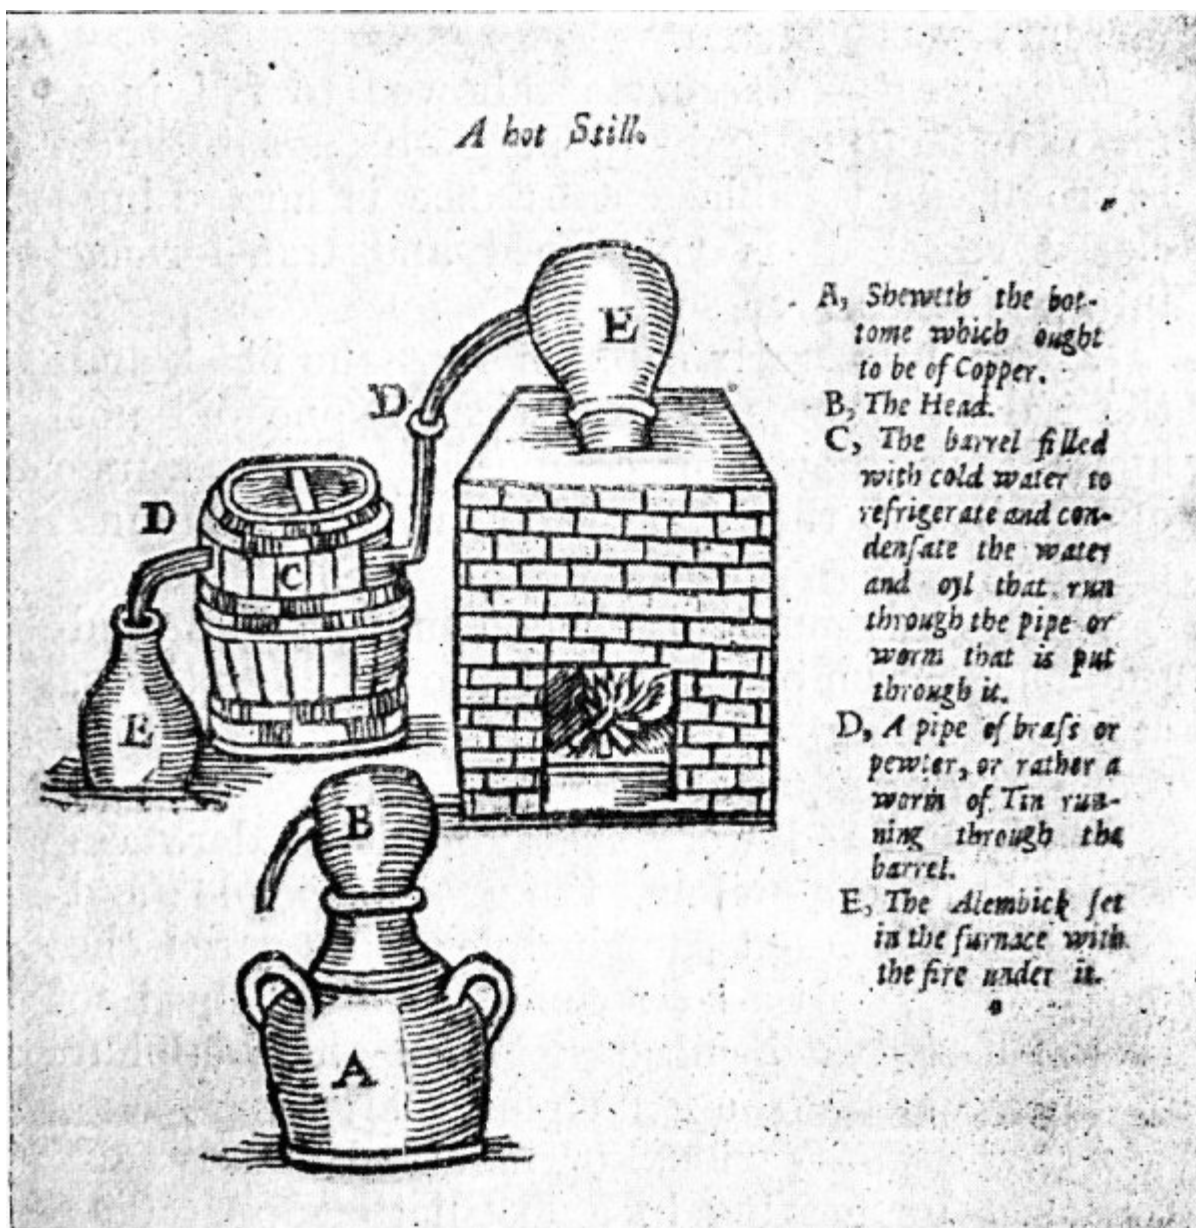 A hot Still.
E
D
D
C
E
B
A
A, Sheweth the bot-
tome which ought
to be of Copper.
B, The Head.
C, The barrel filled
with cold water to
refrigerate and con-
denſate the water
and oyl that run
through the pipe or
worm that is put
through it.
D, A pipe of braſs or
pewter, or rather a
worm of Tin run-
ning through the
barrel.
E, The Alembick ſet
in the furnace with
the fire under it.